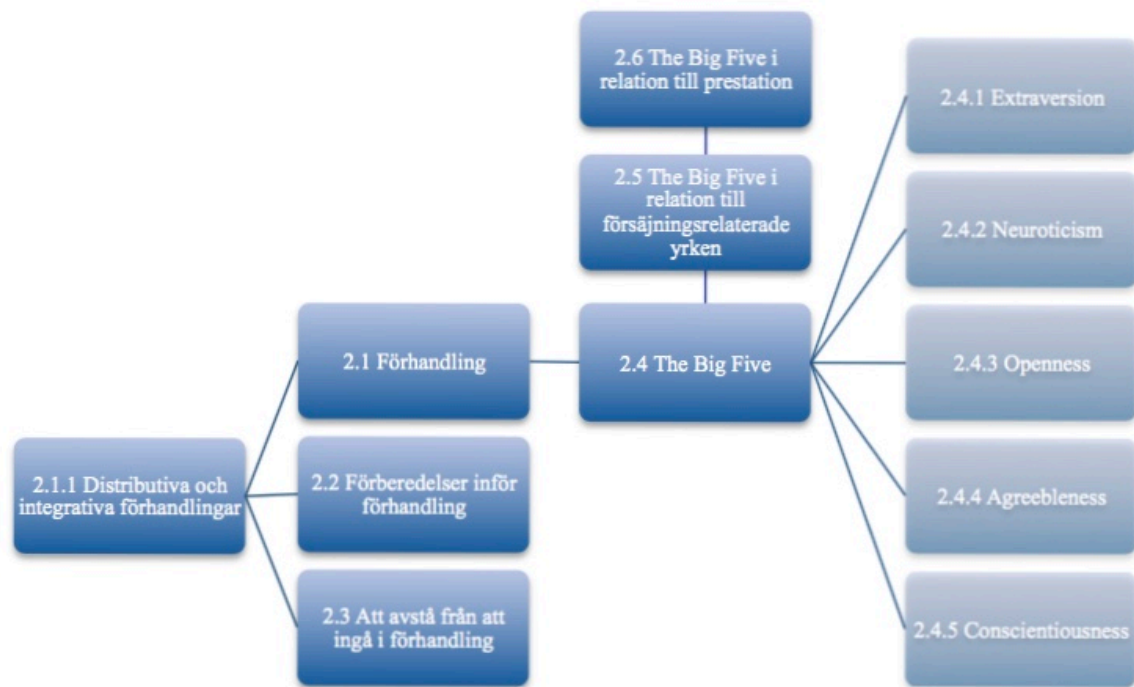 2.6 The Big Five i
relation till prestation
2.5 The Big Five i
relation till
försäjningsrelaterade
yrken
2.1 Förhandling
2.4 The Big Five
2.1.1 Distributiva och
integrativa förhandlingar
2.2 Förberedelser inför
förhandling
2.3 Att avstå från att
ingå i förhandling
2.4.1 Extraversion
2.4.2 Neuroticism
2.4.3 Openness
2.4.4 Agreebleness
2.4.5 Conscientiousness